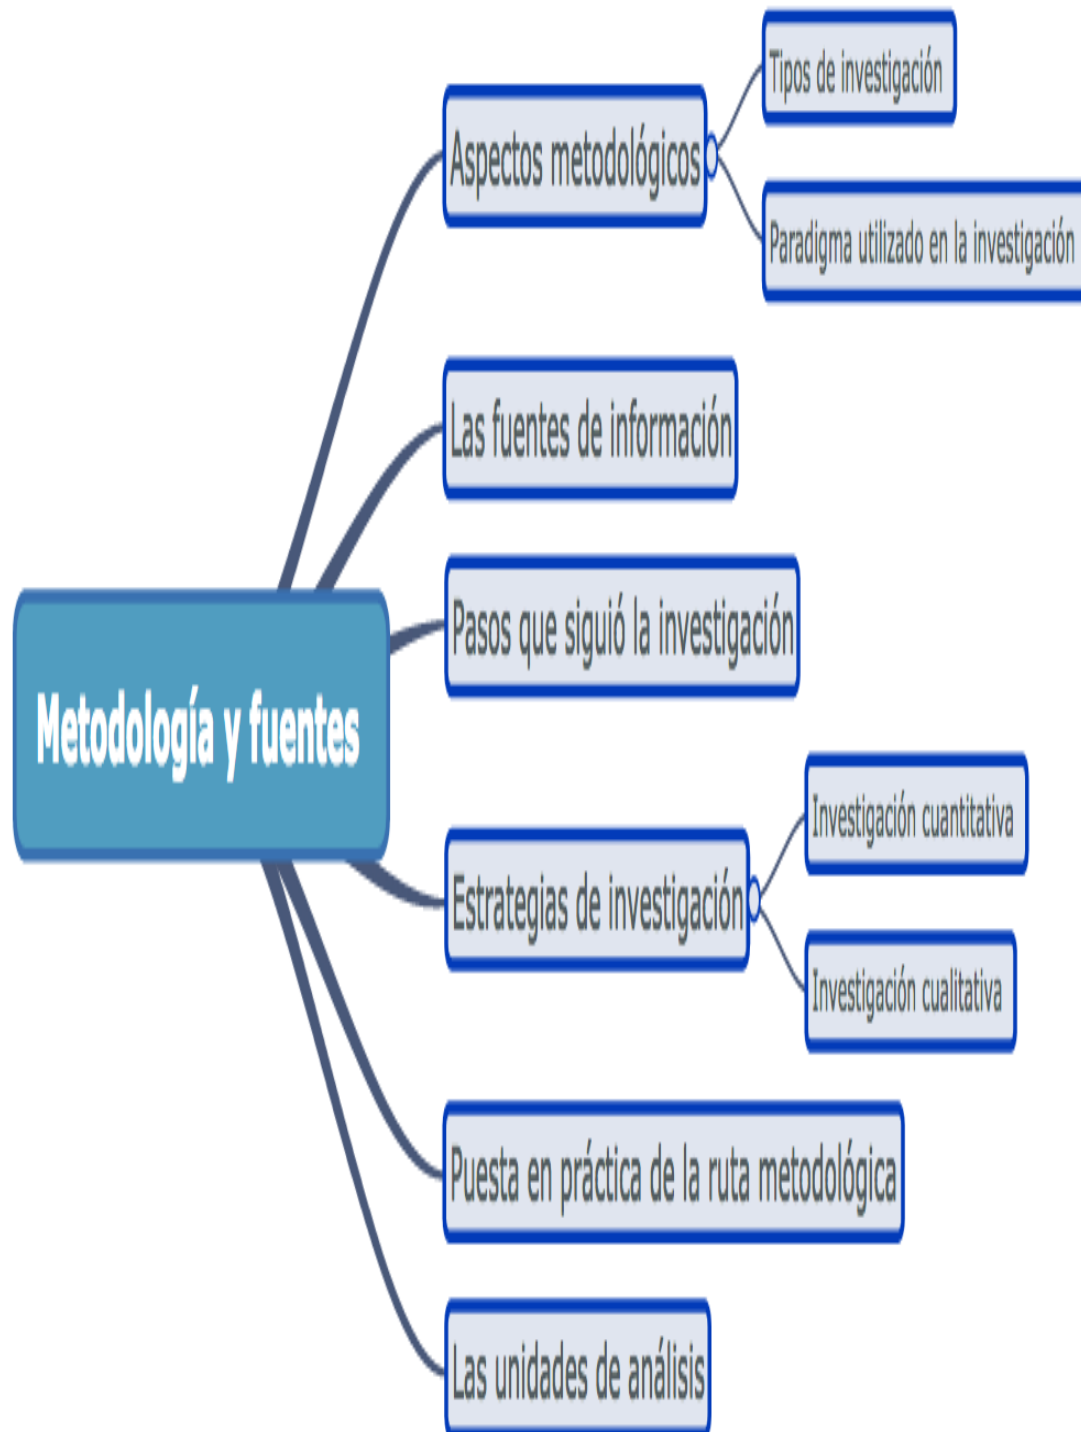 Metodología y fuentes
Aspectos metodológicos
Tipos de investigación
Paradigma utilizado en la investigación
Las fuentes de información
Pasos que siguió la investigación
Estrategias de investigación
Investigación cuantitativa
Investigación cualitativa
Puesta en práctica de la ruta metodológica
Las unidades de análisis